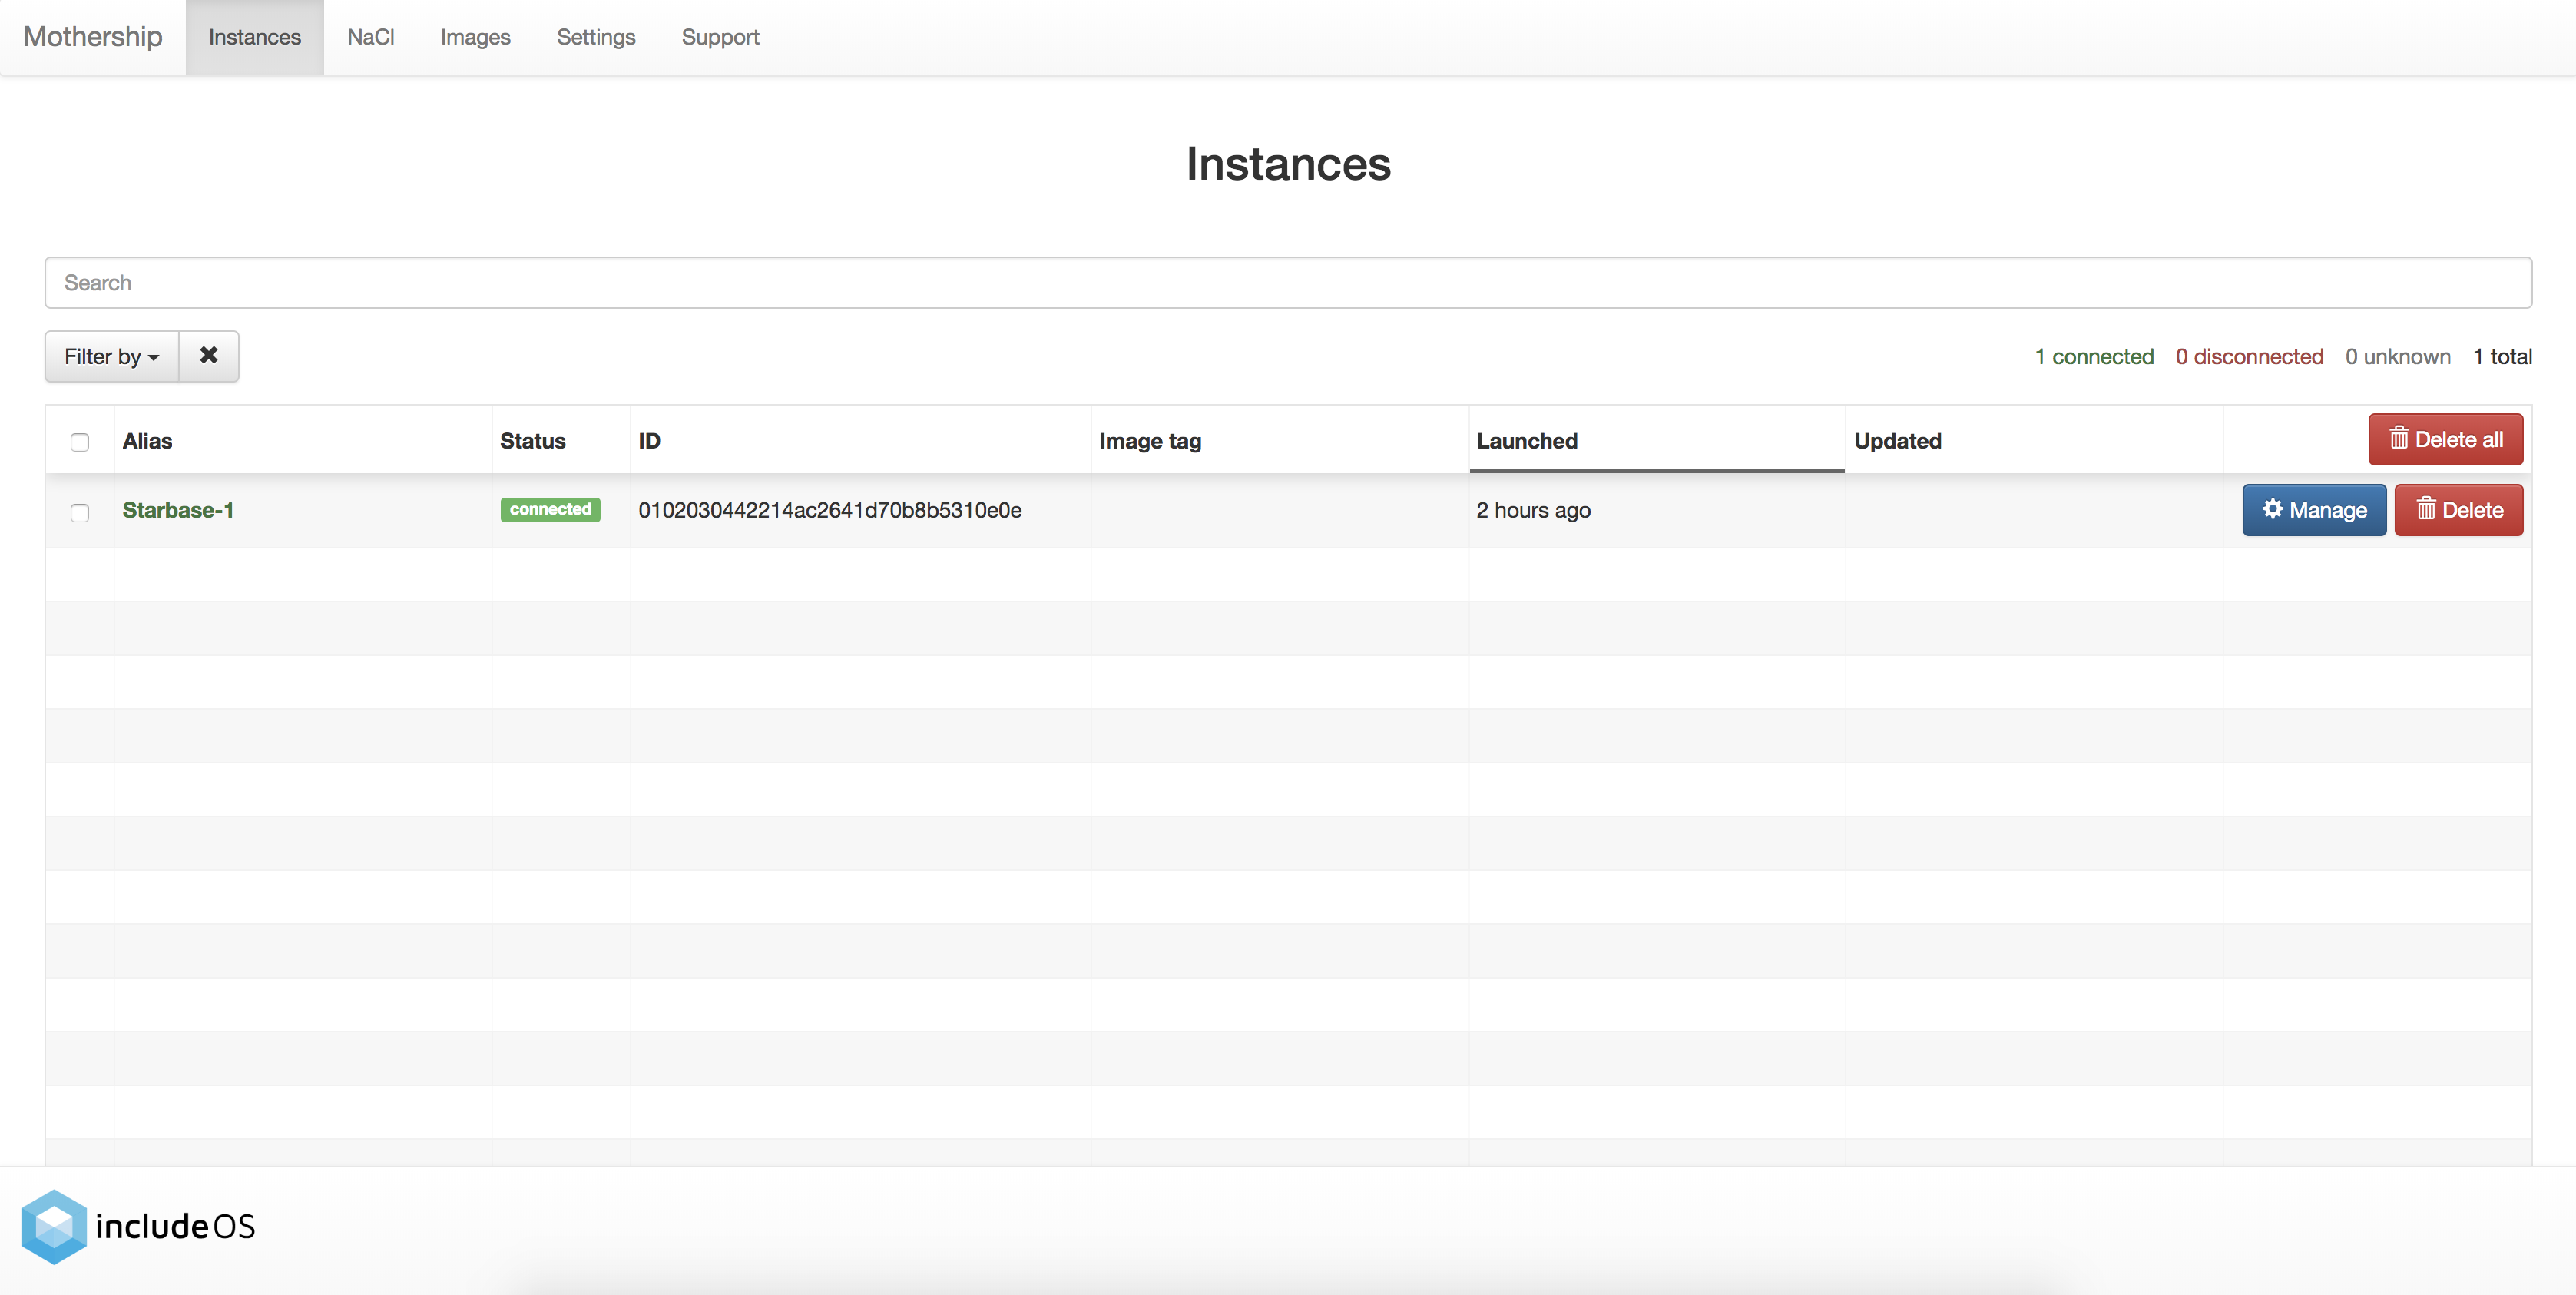 Mothership Instances NaCl Images Settings Support
Instances
Search
Filter by
1 connected 0 disconnected 0 unknown 1 total
Alias Status ID Image tag Launched Updated Delete all
Starbase-1 connected 0102030442214ac2641d70b8b5310e0e 2 hours ago Manage Delete
includeOS